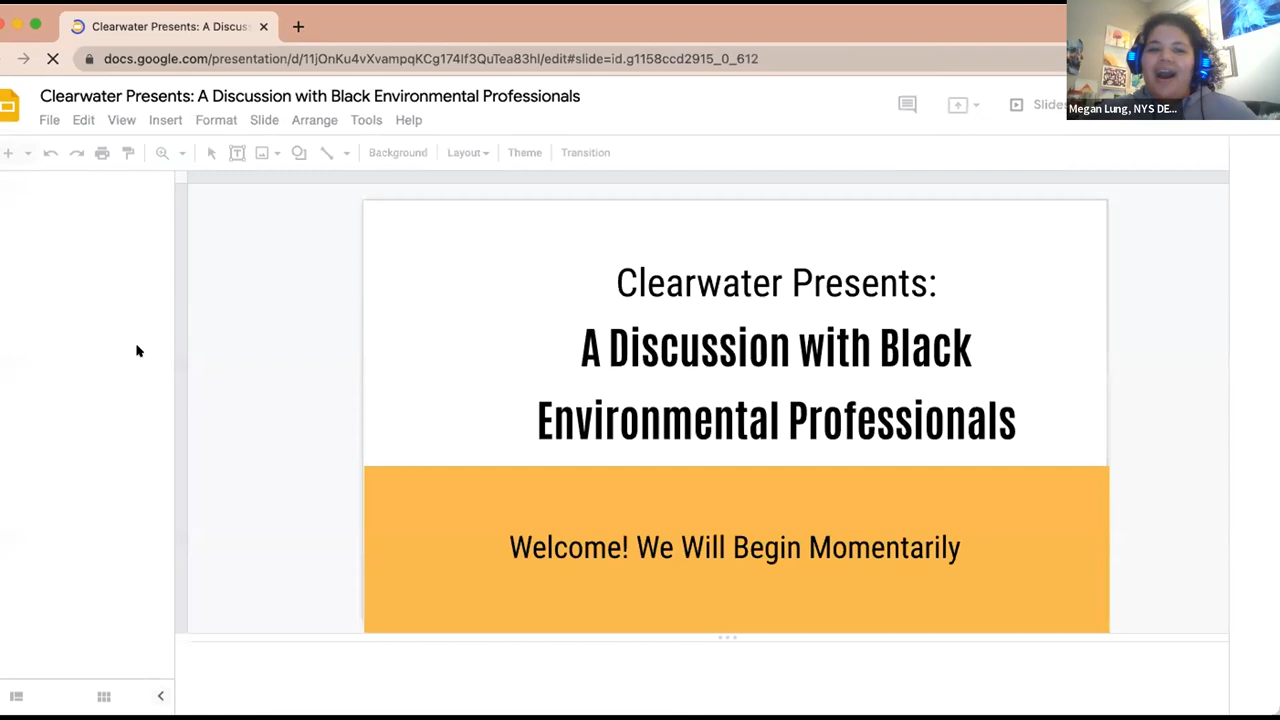 Clearwater Presents: A Discuss
docs.google.com/presentation/d/11jOnKu4vXvampqKCg174If3QuTea83hl/edit#slide=id.g1158ccd2915_0_612
Megan Lung, NYS DE...
Clearwater Presents: A Discussion with Black Environmental Professionals
File Edit View Insert Format Slide Arrange Tools Help
Background Layout Theme Transition
Clearwater Presents:
A Discussion with Black
Environmental Professionals
Welcome! We Will Begin Momentarily